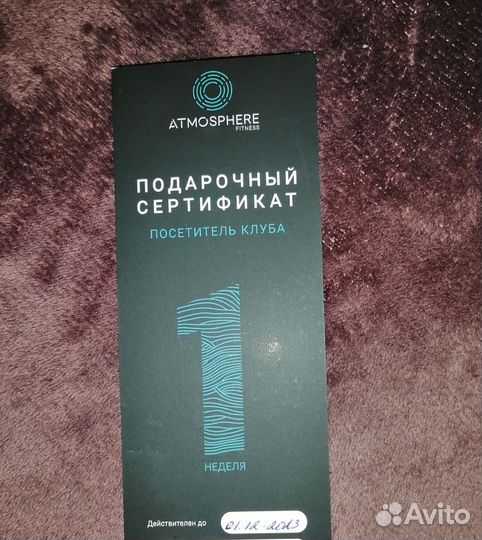 ATMOSPHERE
FITNESS
ПОДАРОЧНЫЙ
СЕРТИФИКАТ
ПОСЕТИТЕЛЬ КЛУБА
1
НЕДЕЛЯ
Действителен до 01.12-2023
Avito